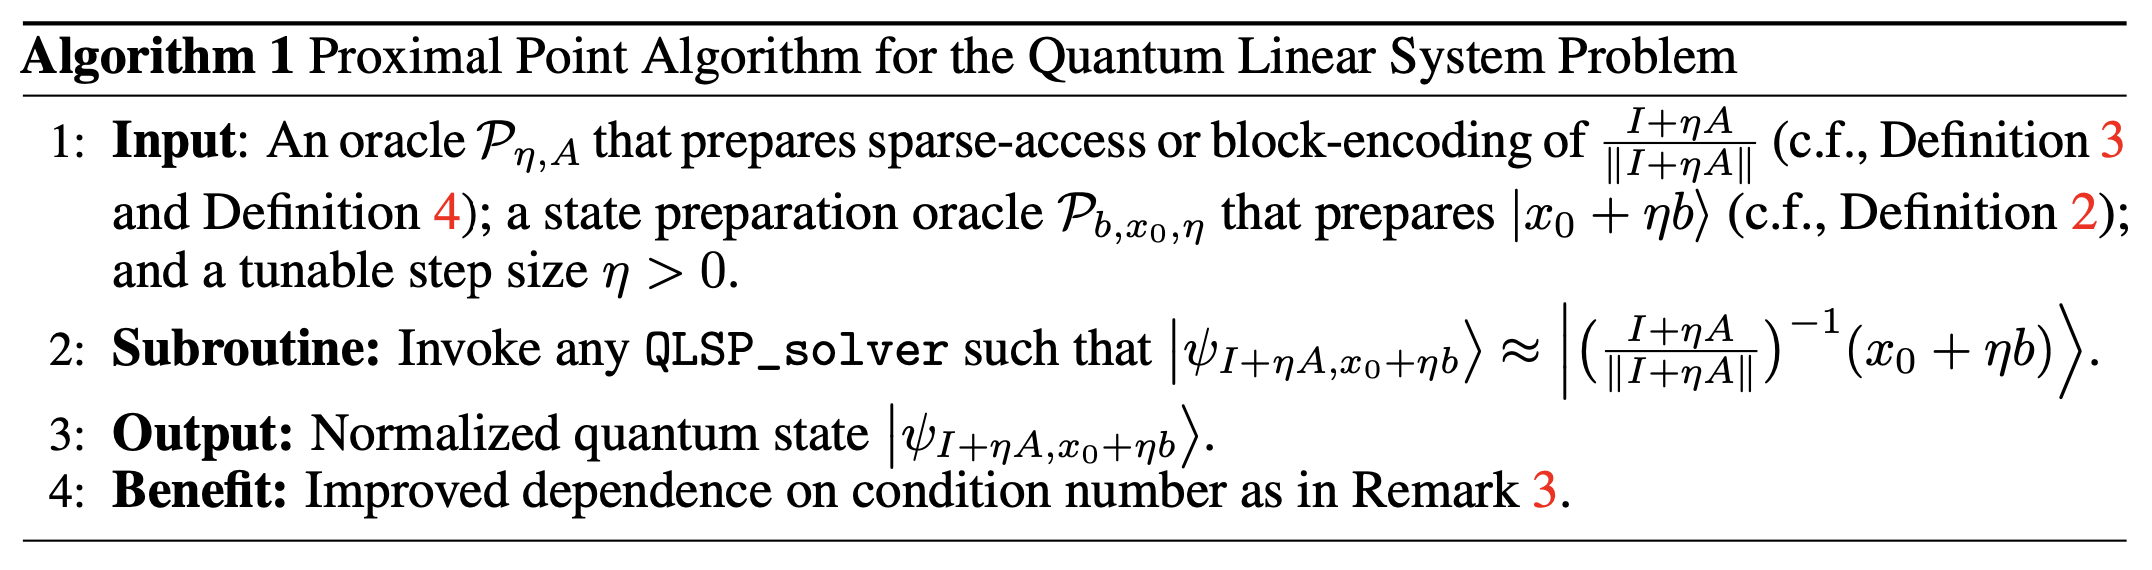 Algorithm 1 Proximal Point Algorithm for the Quantum Linear System Problem
1: Input: An oracle $\mathcal{P}_{\eta,A}$ that prepares sparse-access or block-encoding of $\frac{I+\eta A}{\|I+\eta A\|}$ (c.f., Definition 3
and Definition 4); a state preparation oracle $\mathcal{P}_{b,x_0,\eta}$ that prepares $|x_0 + \eta b\rangle$ (c.f., Definition 2);
and a tunable step size $\eta > 0$.
2: Subroutine: Invoke any QLSP_solver such that $|\psi_{I+\eta A,x_0+\eta b}\rangle \approx \left|\left(\frac{I+\eta A}{\|I+\eta A\|}\right)^{-1}(x_0 + \eta b)\right\rangle$.
3: Output: Normalized quantum state $|\psi_{I+\eta A,x_0+\eta b}\rangle$.
4: Benefit: Improved dependence on condition number as in Remark 3.